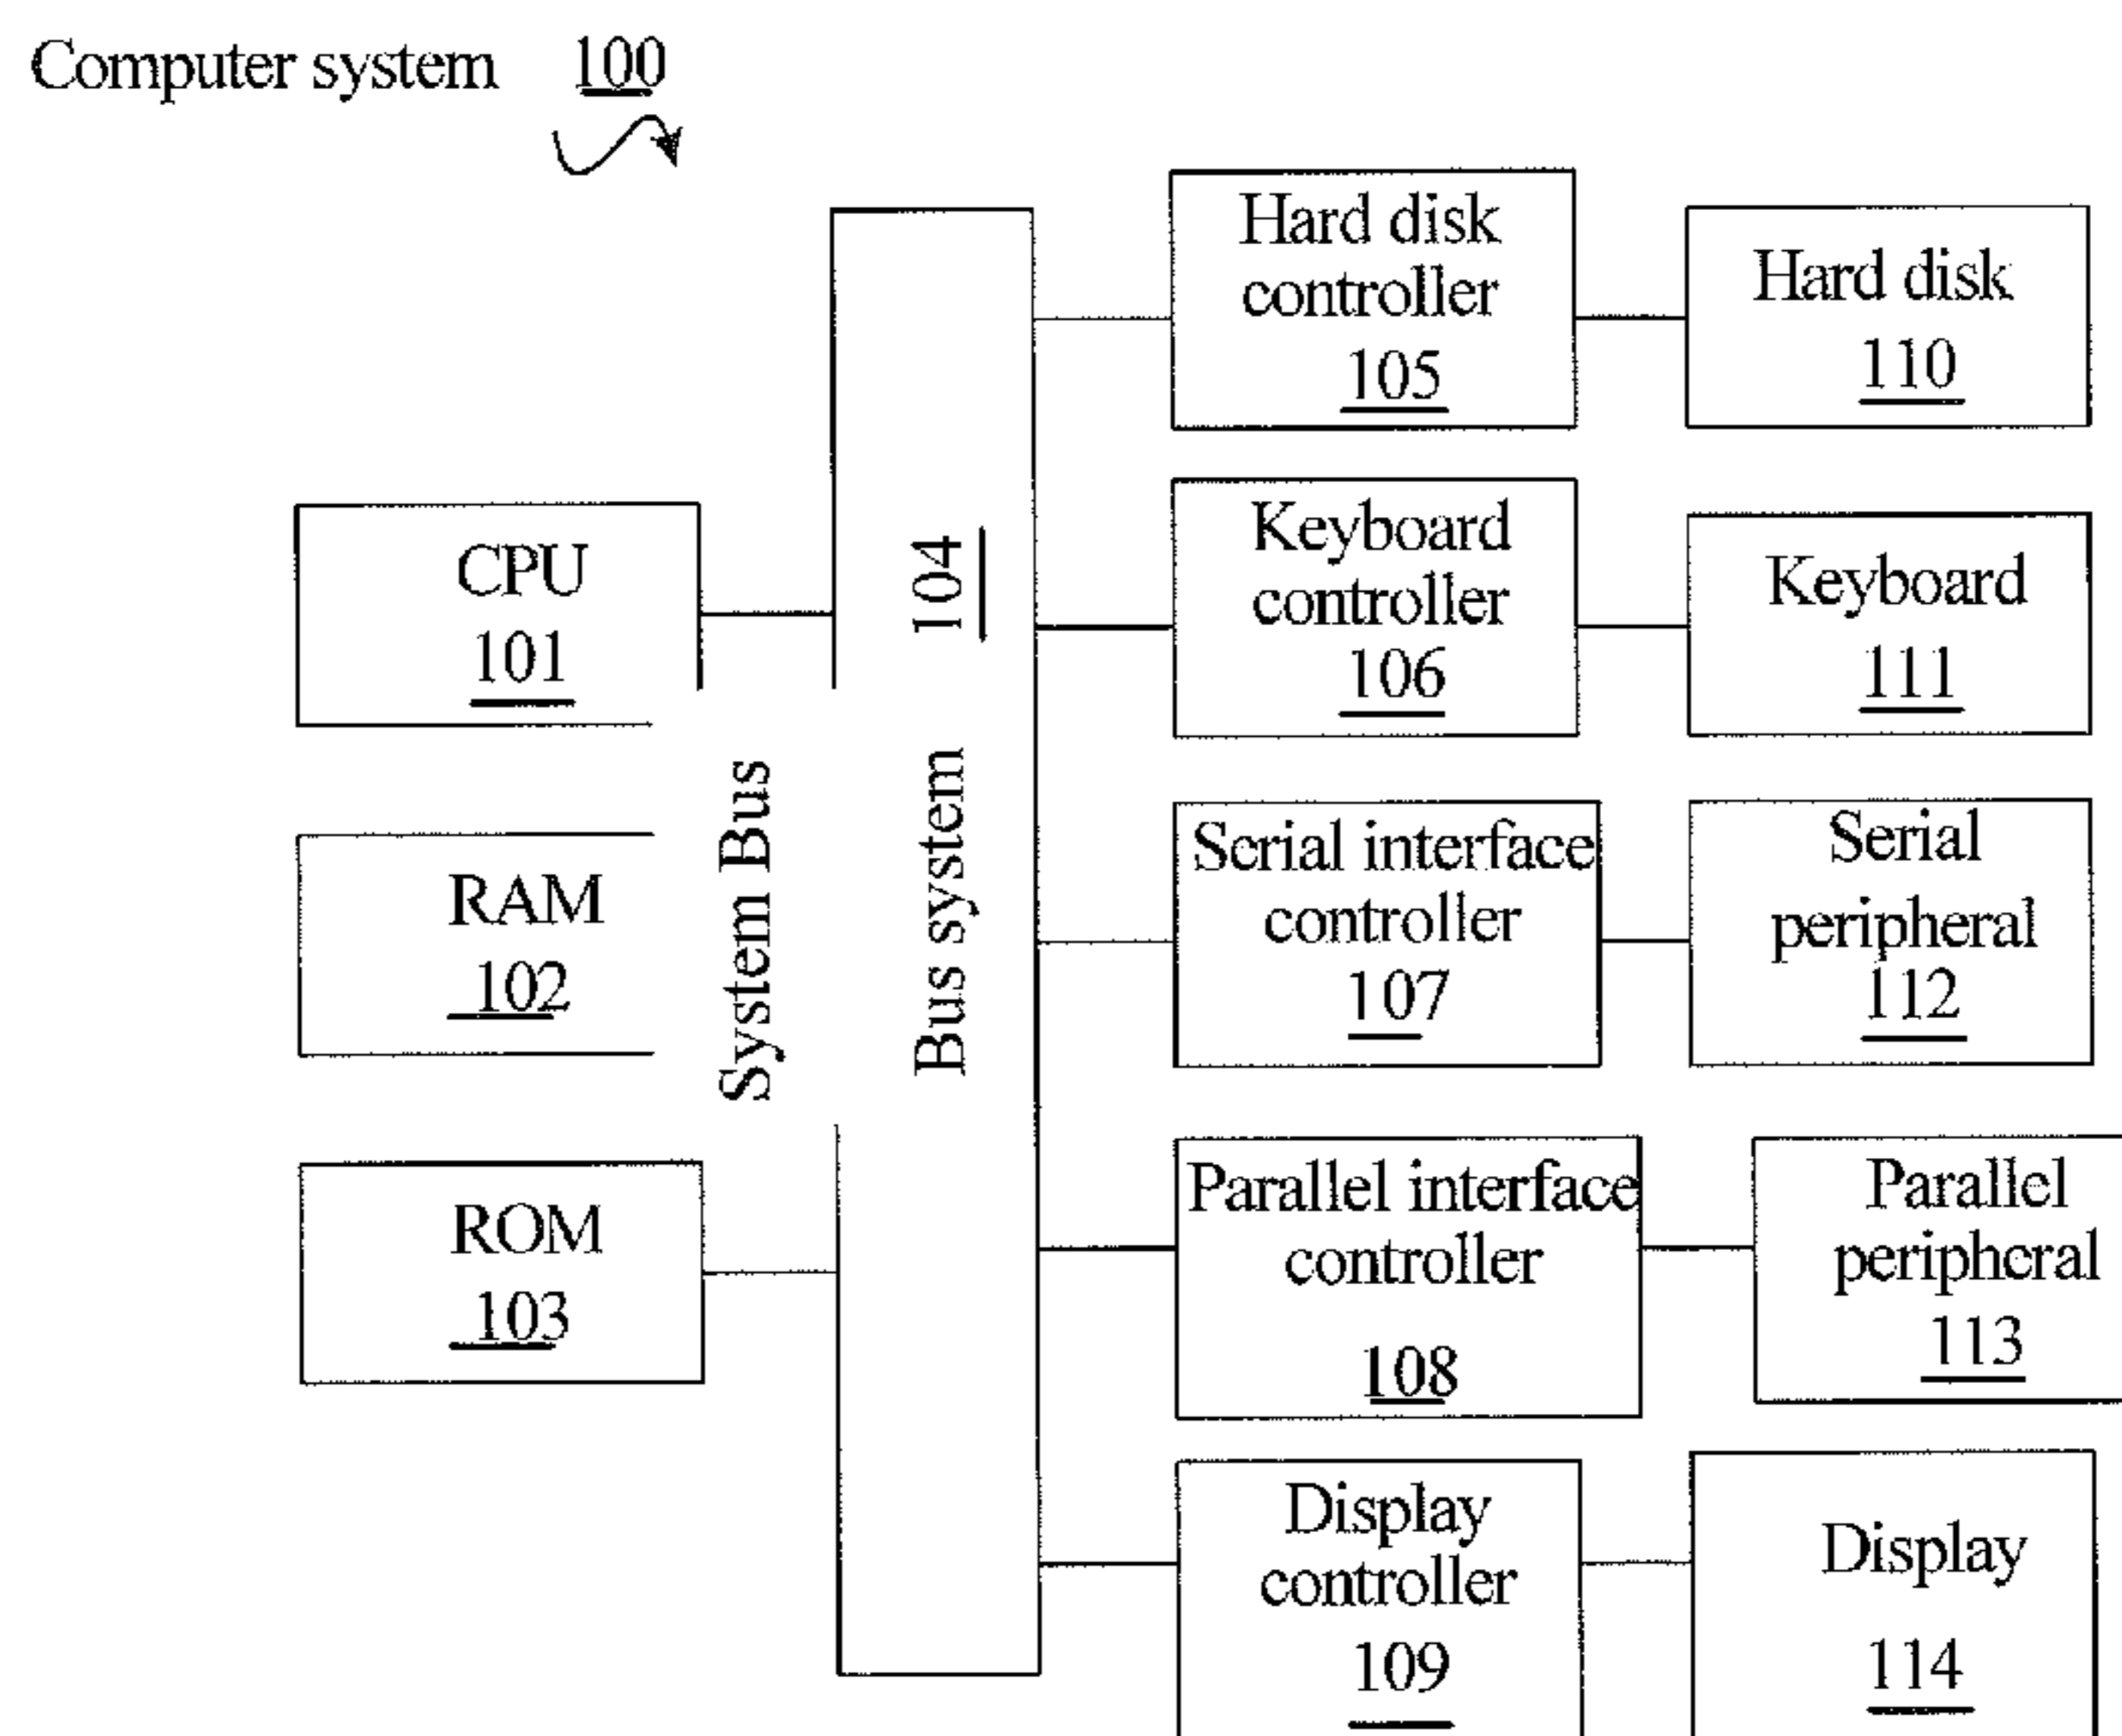 Computer system 100
CPU
101
RAM
102
ROM
103
System Bus
Bus system 104
Hard disk
controller
105
Hard disk
110
Keyboard
controller
106
Keyboard
111
Serial interface
controller
107
Serial
peripheral
112
Parallel interface
controller
108
Parallel
peripheral
113
Display
controller
109
Display
114